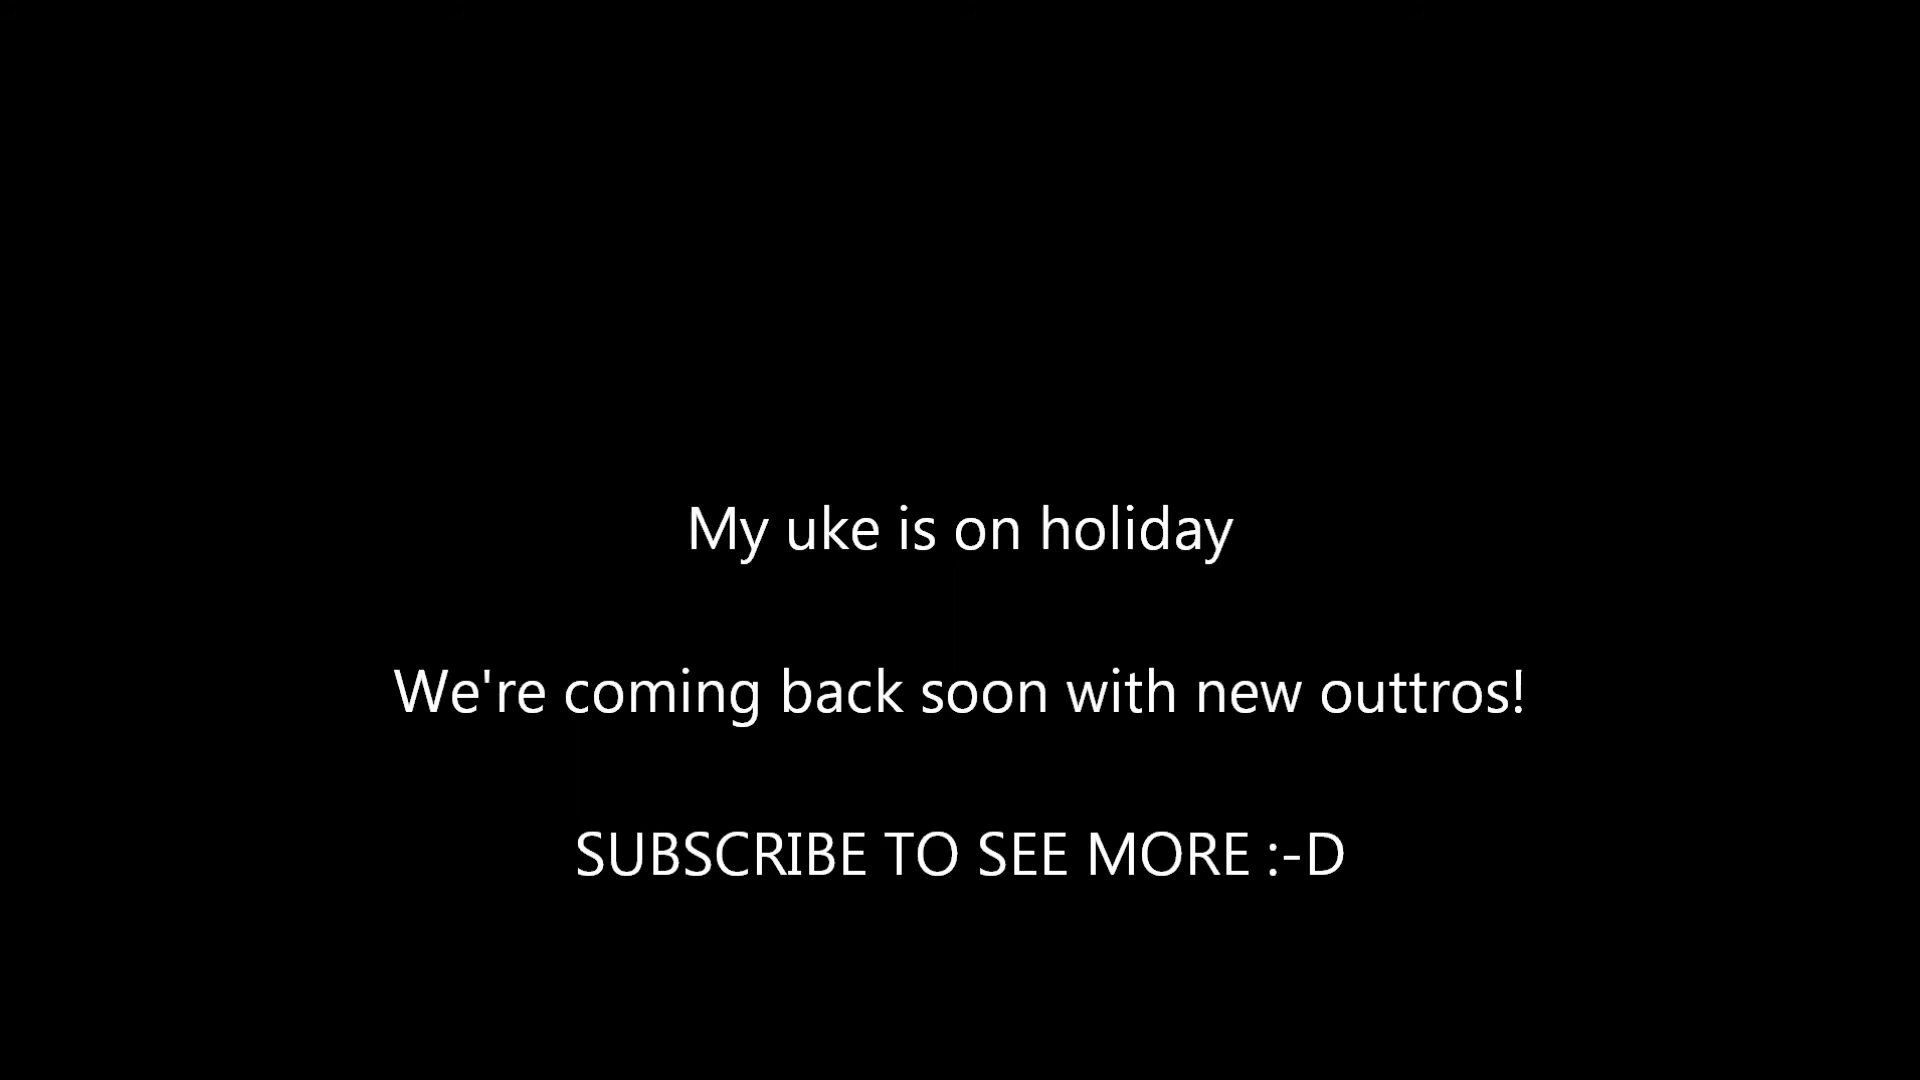 My uke is on holiday
We're coming back soon with new outtros!
SUBSCRIBE TO SEE MORE :-D